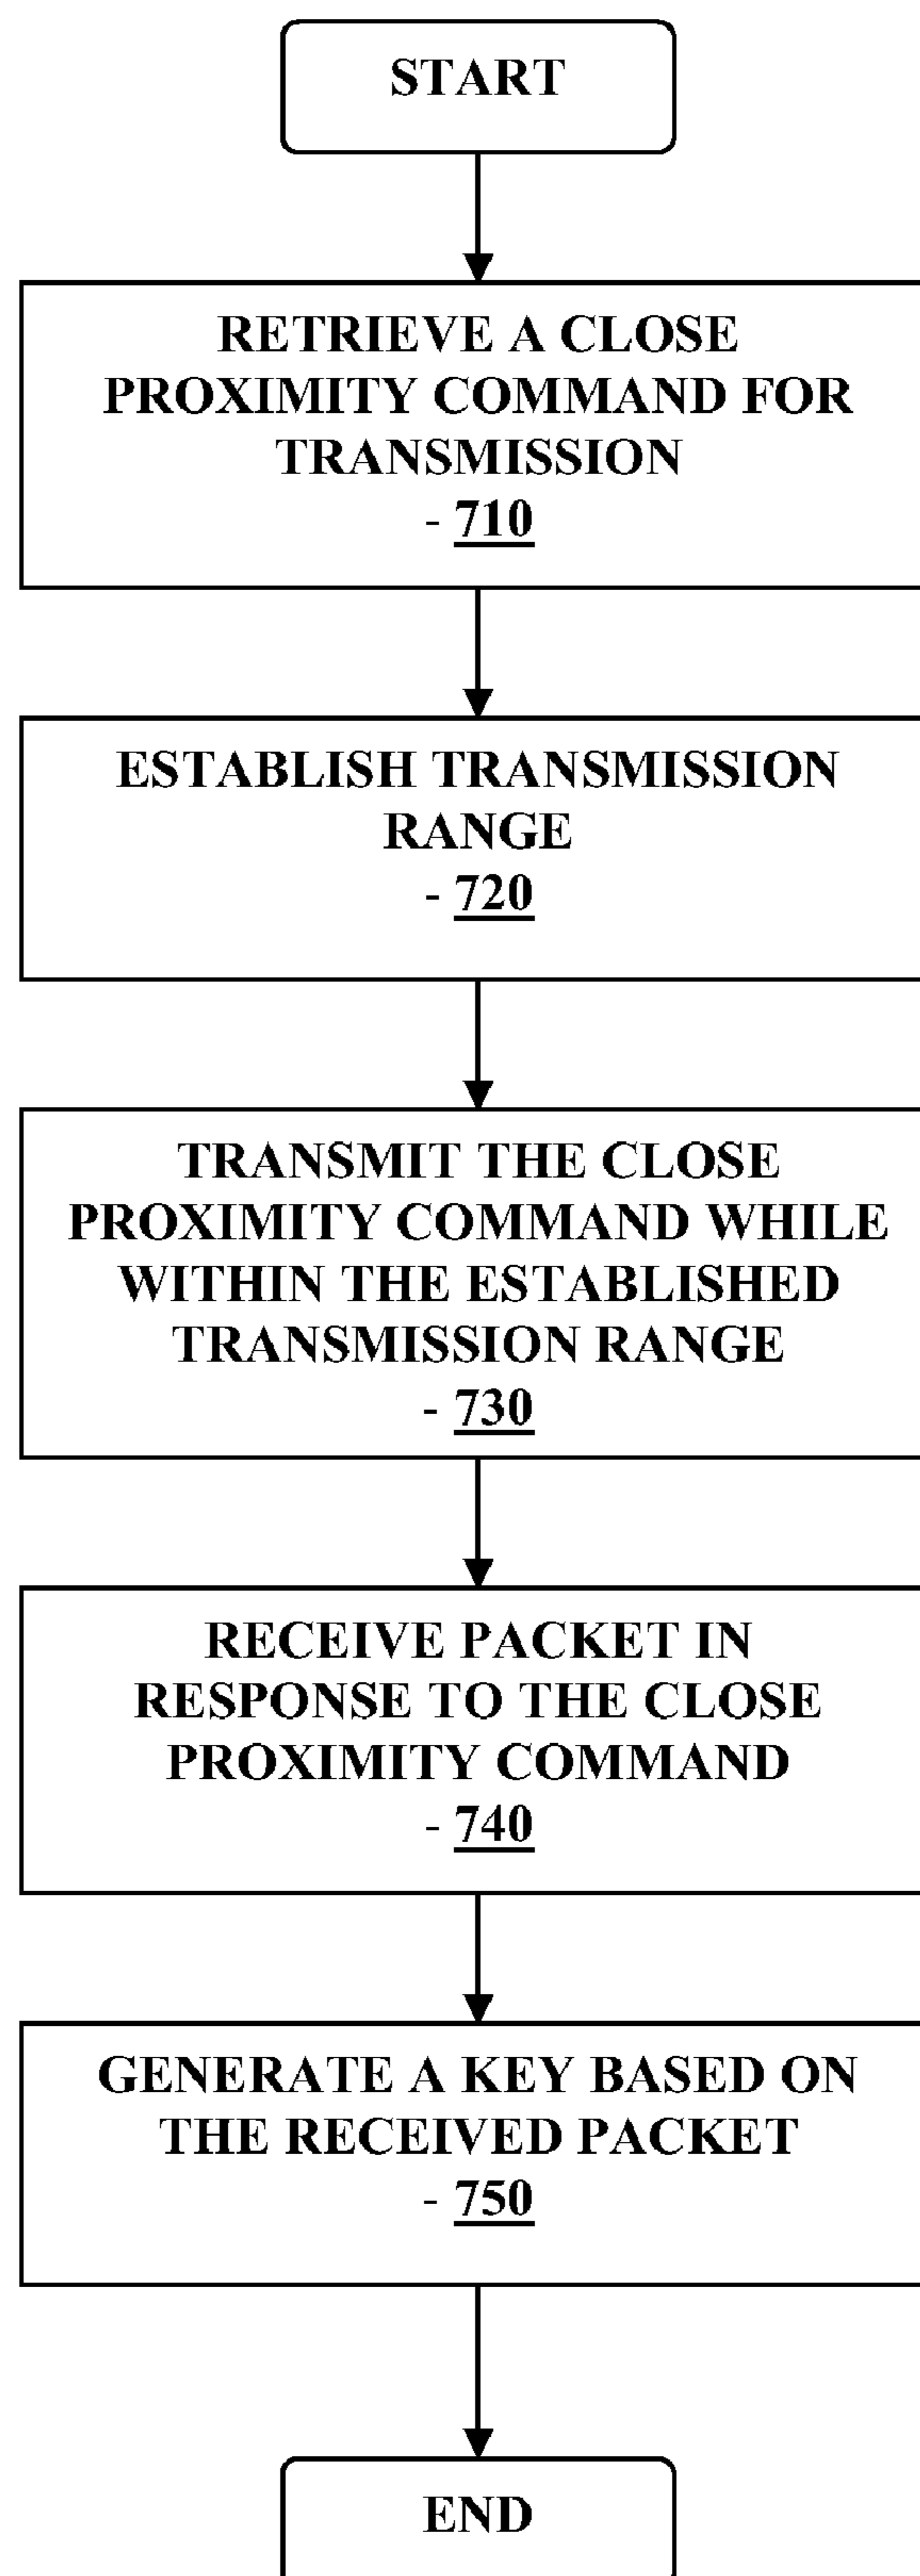 START
RETRIEVE A CLOSE
PROXIMITY COMMAND FOR
TRANSMISSION
- 710
ESTABLISH TRANSMISSION
RANGE
- 720
TRANSMIT THE CLOSE
PROXIMITY COMMAND WHILE
WITHIN THE ESTABLISHED
TRANSMISSION RANGE
- 730
RECEIVE PACKET IN
RESPONSE TO THE CLOSE
PROXIMITY COMMAND
- 740
GENERATE A KEY BASED ON
THE RECEIVED PACKET
- 750
END